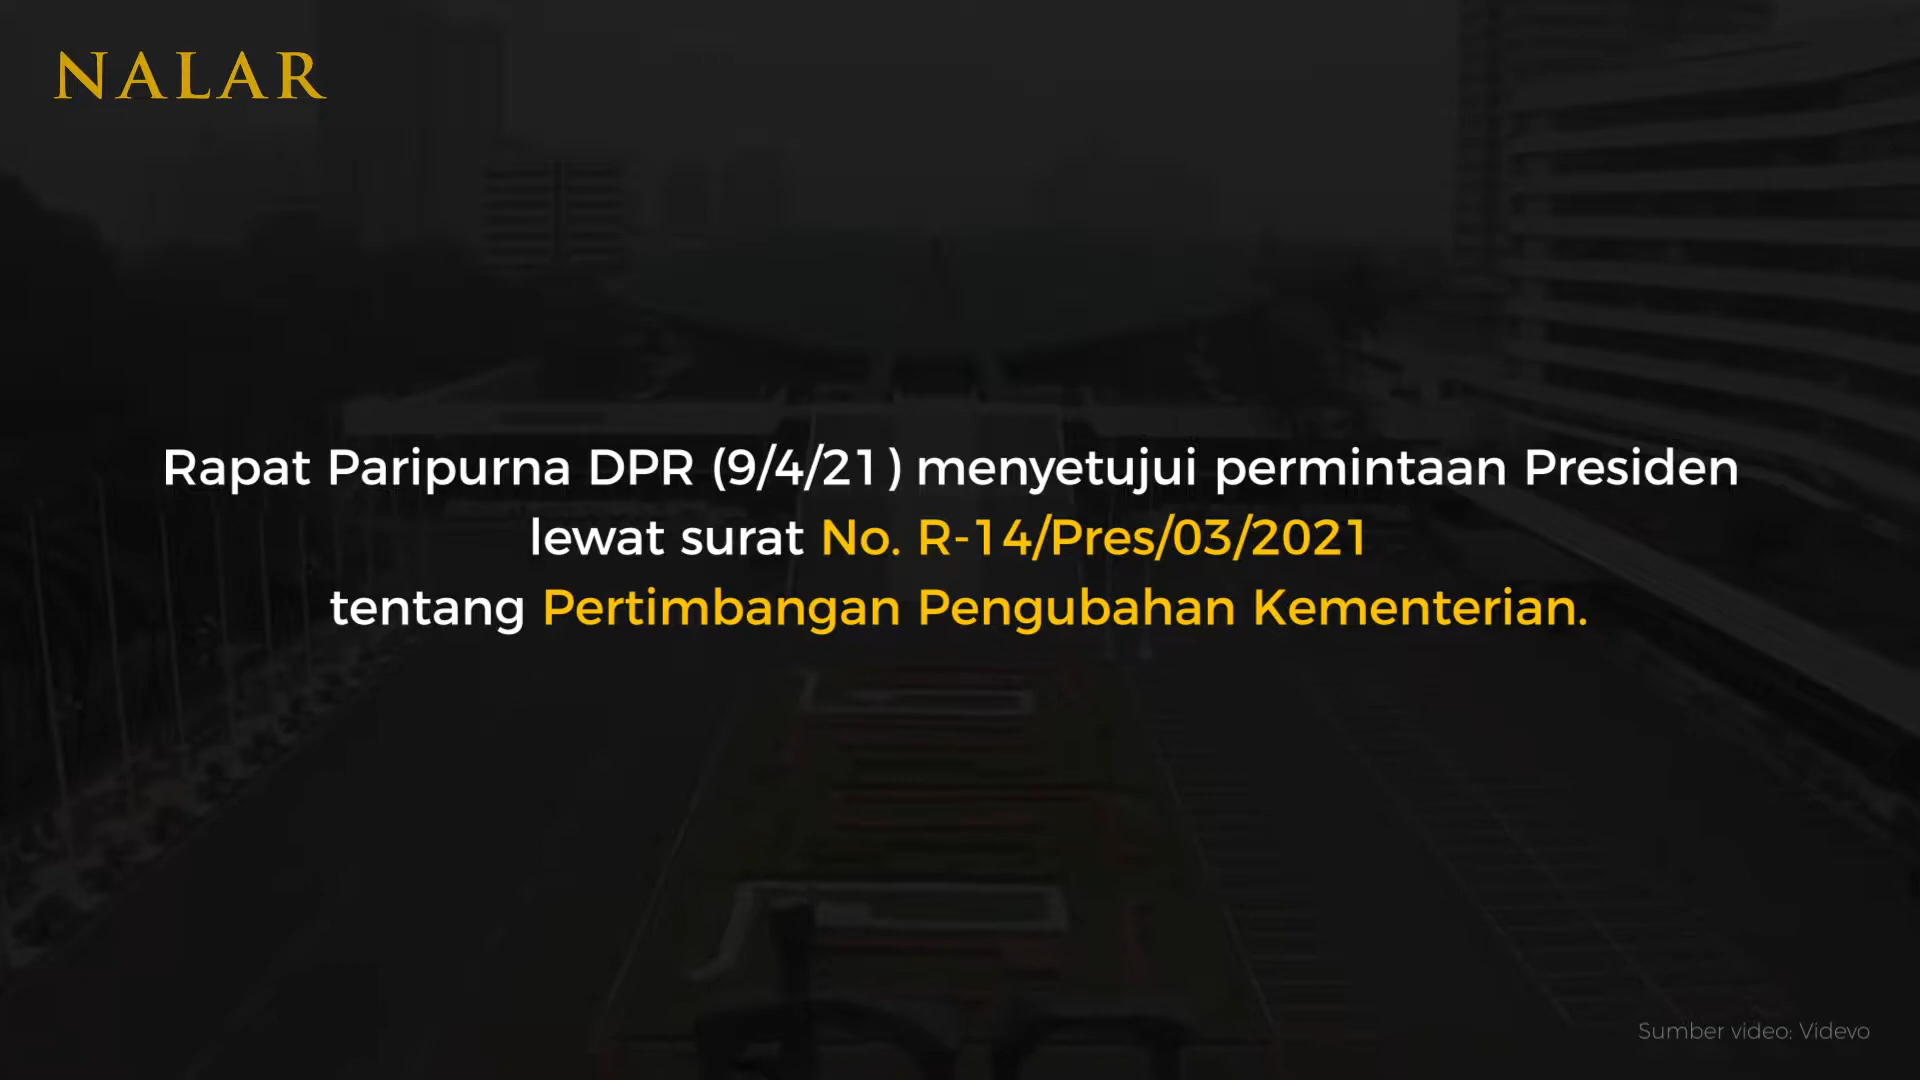 NALAR
Rapat Paripurna DPR (9/4/21) menyetujui permintaan Presiden
lewat surat No. R-14/Pres/03/2021
tentang Pertimbangan Pengubahan Kementerian.
Sumber video: Videvo